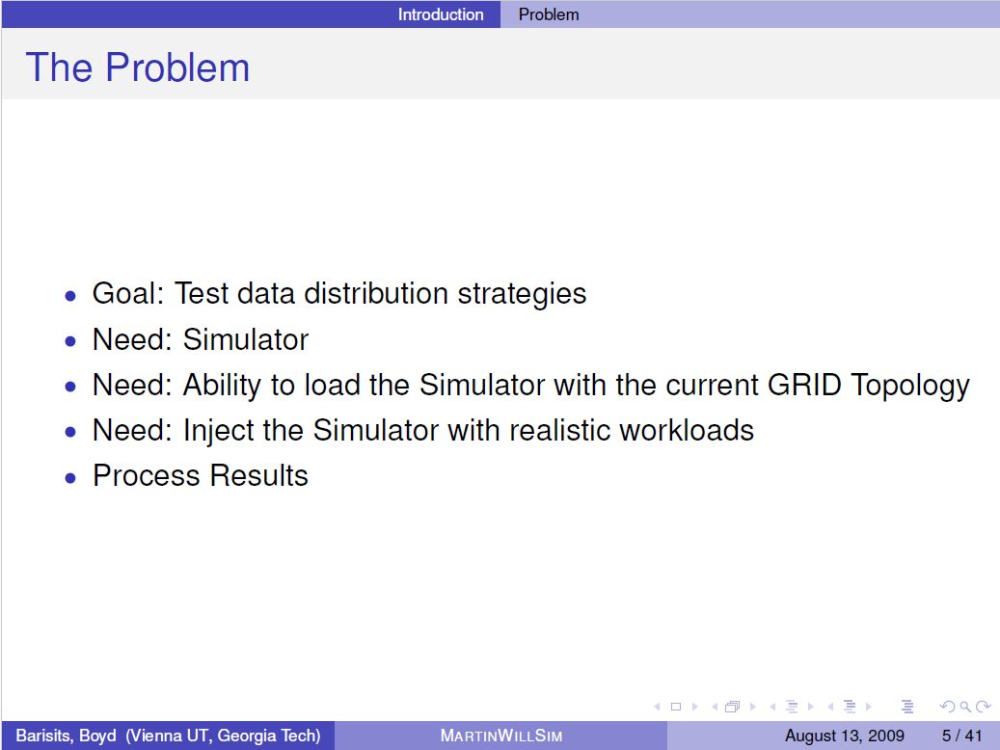 Introduction Problem
The Problem
• Goal: Test data distribution strategies
• Need: Simulator
• Need: Ability to load the Simulator with the current GRID Topology
• Need: Inject the Simulator with realistic workloads
• Process Results
Barisits, Boyd (Vienna UT, Georgia Tech) MARTINWILLSIM August 13, 2009 5 / 41